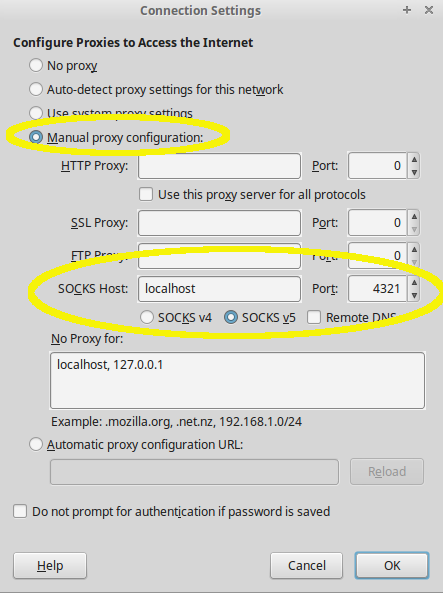 Connection Settings
Configure Proxies to Access the Internet
No proxy
Auto-detect proxy settings for this network
Use system proxy settings
Manual proxy configuration:
HTTP Proxy: Port: 0
Use this proxy server for all protocols
SSL Proxy: Port: 0
FTP Proxy: Port: 0
SOCKS Host: localhost Port: 4321
SOCKS v4 SOCKS v5 Remote DNS
No Proxy for:
localhost, 127.0.0.1
Example: .mozilla.org, .net.nz, 192.168.1.0/24
Automatic proxy configuration URL:
Reload
Do not prompt for authentication if password is saved
Help Cancel OK